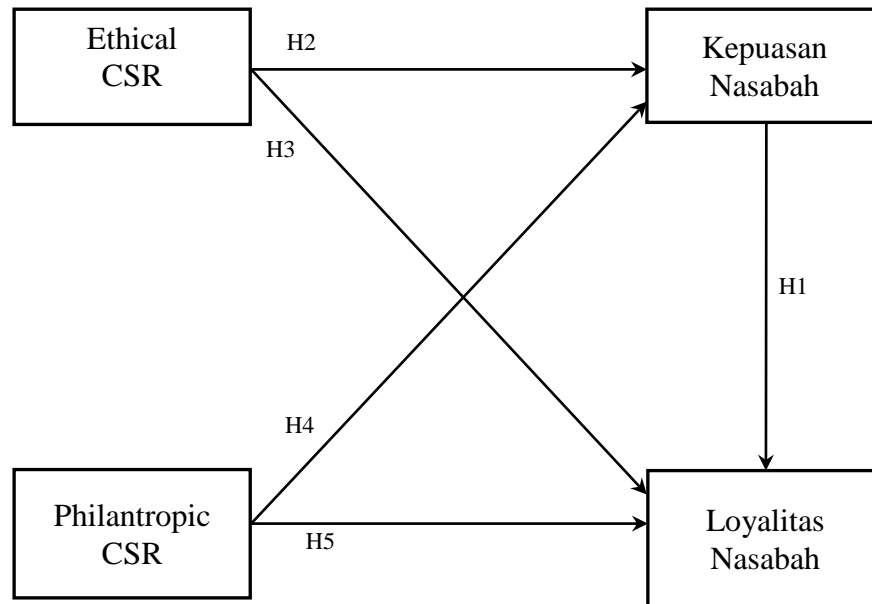 Ethical
CSR
H2
Kepuasan
Nasabah
H3
H1
H4
Philantropic
CSR
H5
Loyalitas
Nasabah